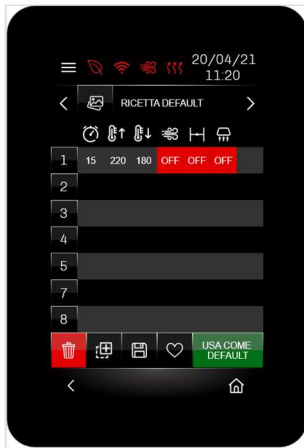 20/04/21
11:20
RICETTA DEFAULT
1 15 220 180 OFF OFF OFF
2
3
4
5
7
8
USA COME
DEFAULT